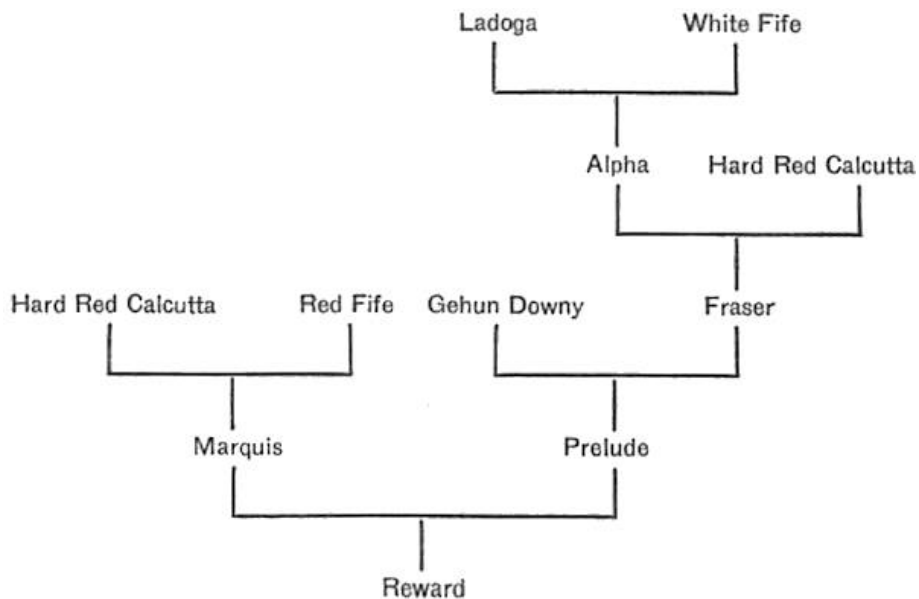 Ladoga White Fife
Alpha Hard Red Calcutta
Hard Red Calcutta Red Fife Gehun Downy Fraser
Marquis Prelude
Reward